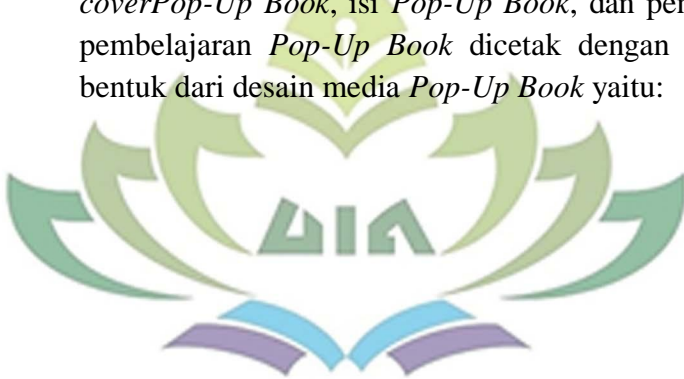 coverPop-Up Book, isi Pop-Up Book, dan
pembelajaran Pop-Up Book dicetak dengan
bentuk dari desain media Pop-Up Book yaitu:
UIN